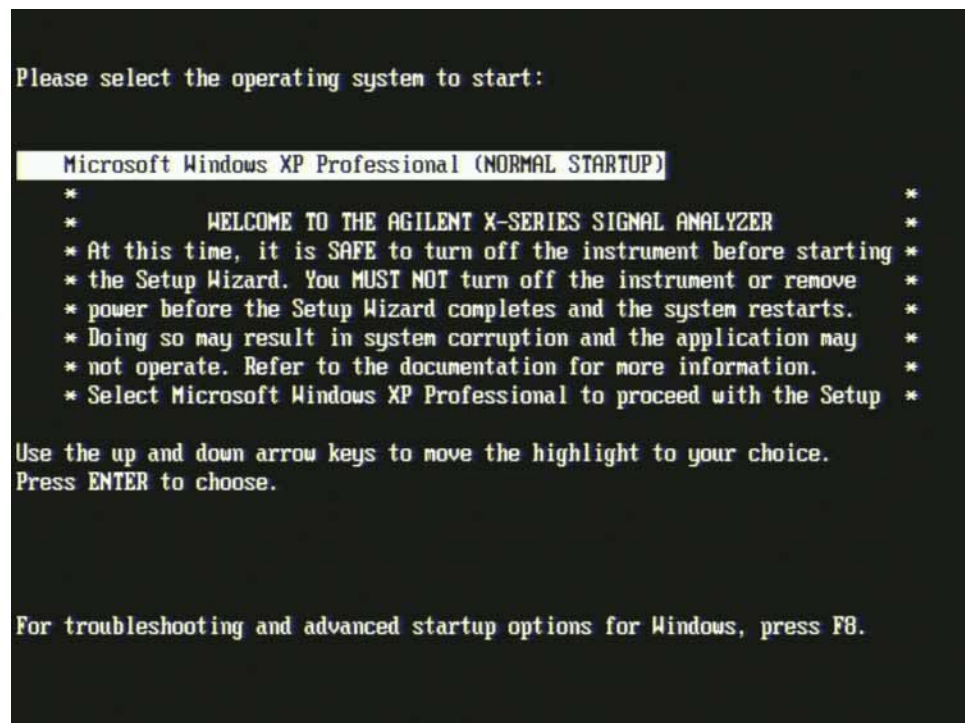 Please select the operating system to start:
Microsoft Windows XP Professional (NORMAL STARTUP)
* *
* WELCOME TO THE AGILENT X-SERIES SIGNAL ANALYZER *
* At this time, it is SAFE to turn off the instrument before starting *
* the Setup Wizard. You MUST NOT turn off the instrument or remove *
* power before the Setup Wizard completes and the system restarts. *
* Doing so may result in system corruption and the application may *
* not operate. Refer to the documentation for more information. *
* Select Microsoft Windows XP Professional to proceed with the Setup *
Use the up and down arrow keys to move the highlight to your choice.
Press ENTER to choose.
For troubleshooting and advanced startup options for Windows, press F8.